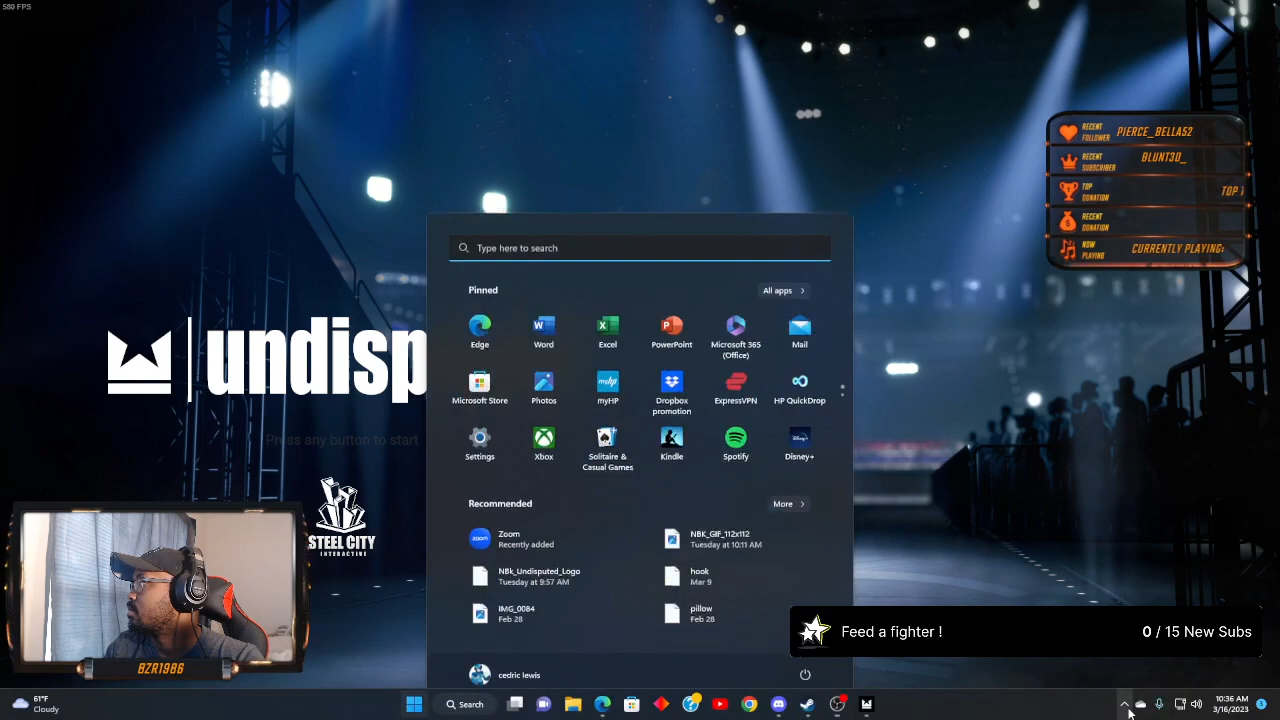 580 FPS
RECENT FOLLOWER PIERCE_BELLA52
RECENT SUBSCRIBER BLUNT3D_
TOP DONATION TOP
RECENT DONATION
NOW PLAYING CURRENTLY PLAYING:
undisp
Press any button to start
STEEL CITY
INTERACTIVE
Type here to search
Pinned
All apps
Edge
Word
Excel
PowerPoint
Microsoft 365
(Office)
Mail
Microsoft Store
Photos
myhp
myHP
Dropbox
promotion
ExpressVPN
HP QuickDrop
Settings
Xbox
Solitaire &
Casual Games
Kindle
Spotify
Disney+
Disney+
Recommended
More
zoom
Zoom
Recently added
NBK_GIF_112x112
Tuesday at 10:11 AM
NBk_Undisputed_Logo
Tuesday at 9:57 AM
hook
Mar 9
IMG_0084
Feb 28
pillow
Feb 28
cedric lewis
Feed a fighter !
0 / 15 New Subs
BZR1986
61°F
Cloudy
Search
10:36 AM
3/16/2023
3